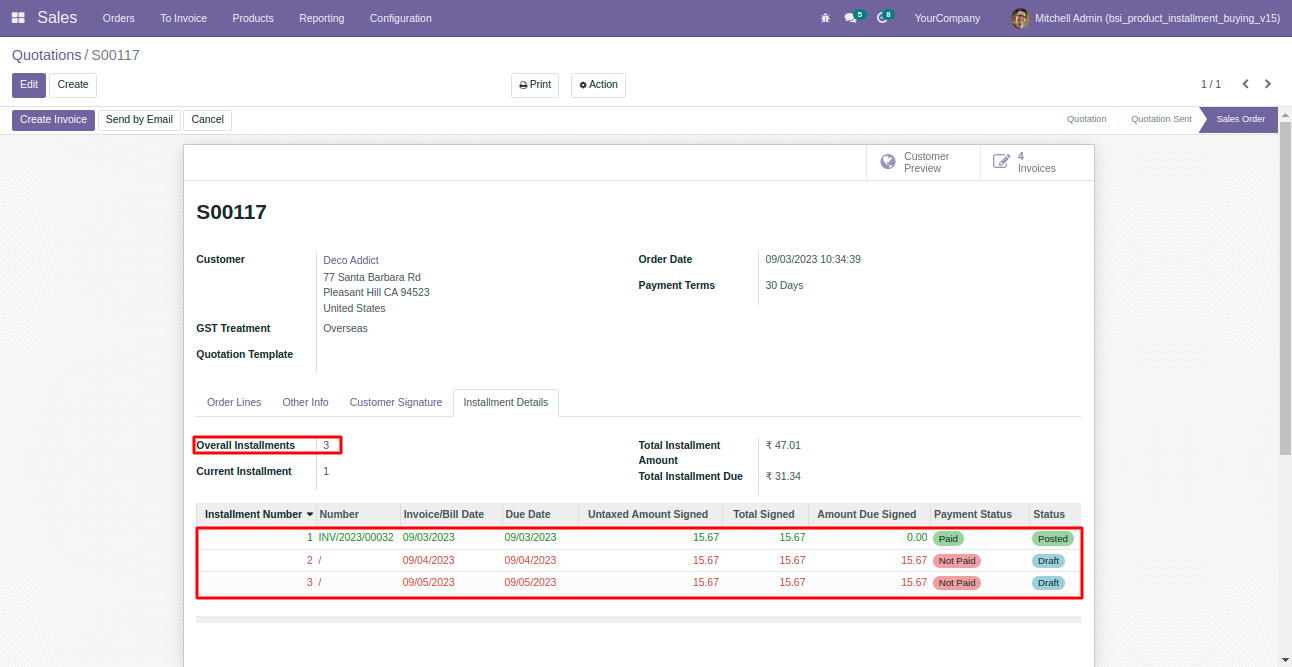 Sales Orders To Invoice Products Reporting Configuration 5 8 YourCompany Mitchell Admin (bsi_product_installment_buying_v15)
Quotations / S00117
Edit Create Print Action 1 / 1
Create Invoice Send by Email Cancel Quotation Quotation Sent Sales Order
Customer Preview
4 Invoices
S00117
Customer Deco Addict
77 Santa Barbara Rd
Pleasant Hill CA 94523
United States
GST Treatment Overseas
Quotation Template
Order Date 09/03/2023 10:34:39
Payment Terms 30 Days
Order Lines Other Info Customer Signature Installment Details
Overall Installments 3
Current Installment 1
Total Installment Amount ₹ 47.01
Total Installment Due ₹ 31.34
Installment Number Number Invoice/Bill Date Due Date Untaxed Amount Signed Total Signed Amount Due Signed Payment Status Status
1 INV/2023/00032 09/03/2023 09/03/2023 15.67 15.67 0.00 Paid Posted
2 / 09/04/2023 09/04/2023 15.67 15.67 15.67 Not Paid Draft
3 / 09/05/2023 09/05/2023 15.67 15.67 15.67 Not Paid Draft